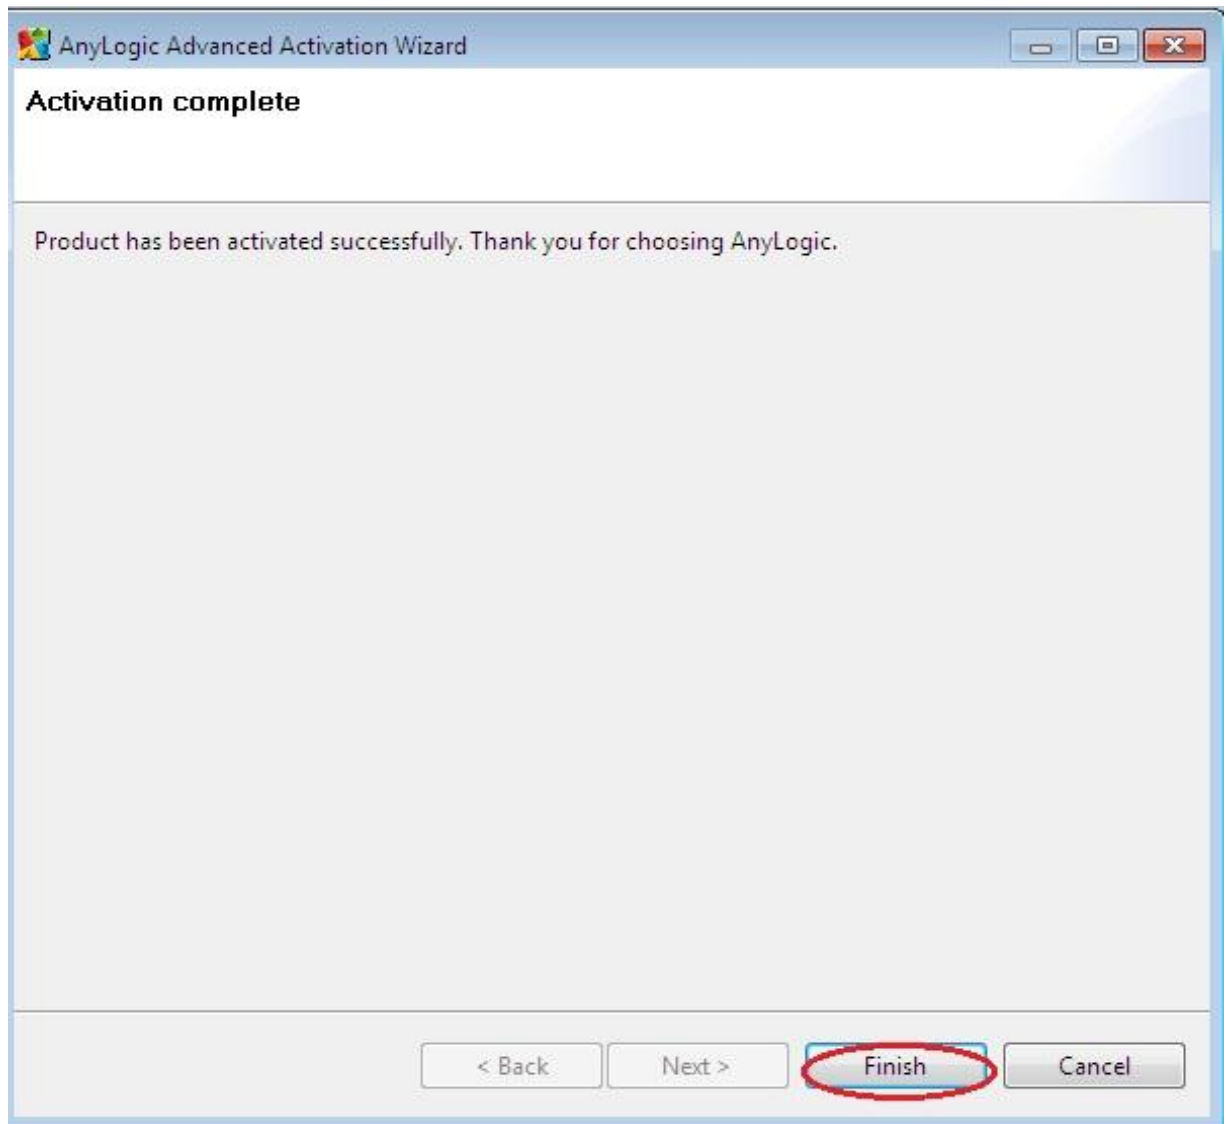 AnyLogic Advanced Activation Wizard
Activation complete
Product has been activated successfully. Thank you for choosing AnyLogic.
< Back Next > Finish Cancel